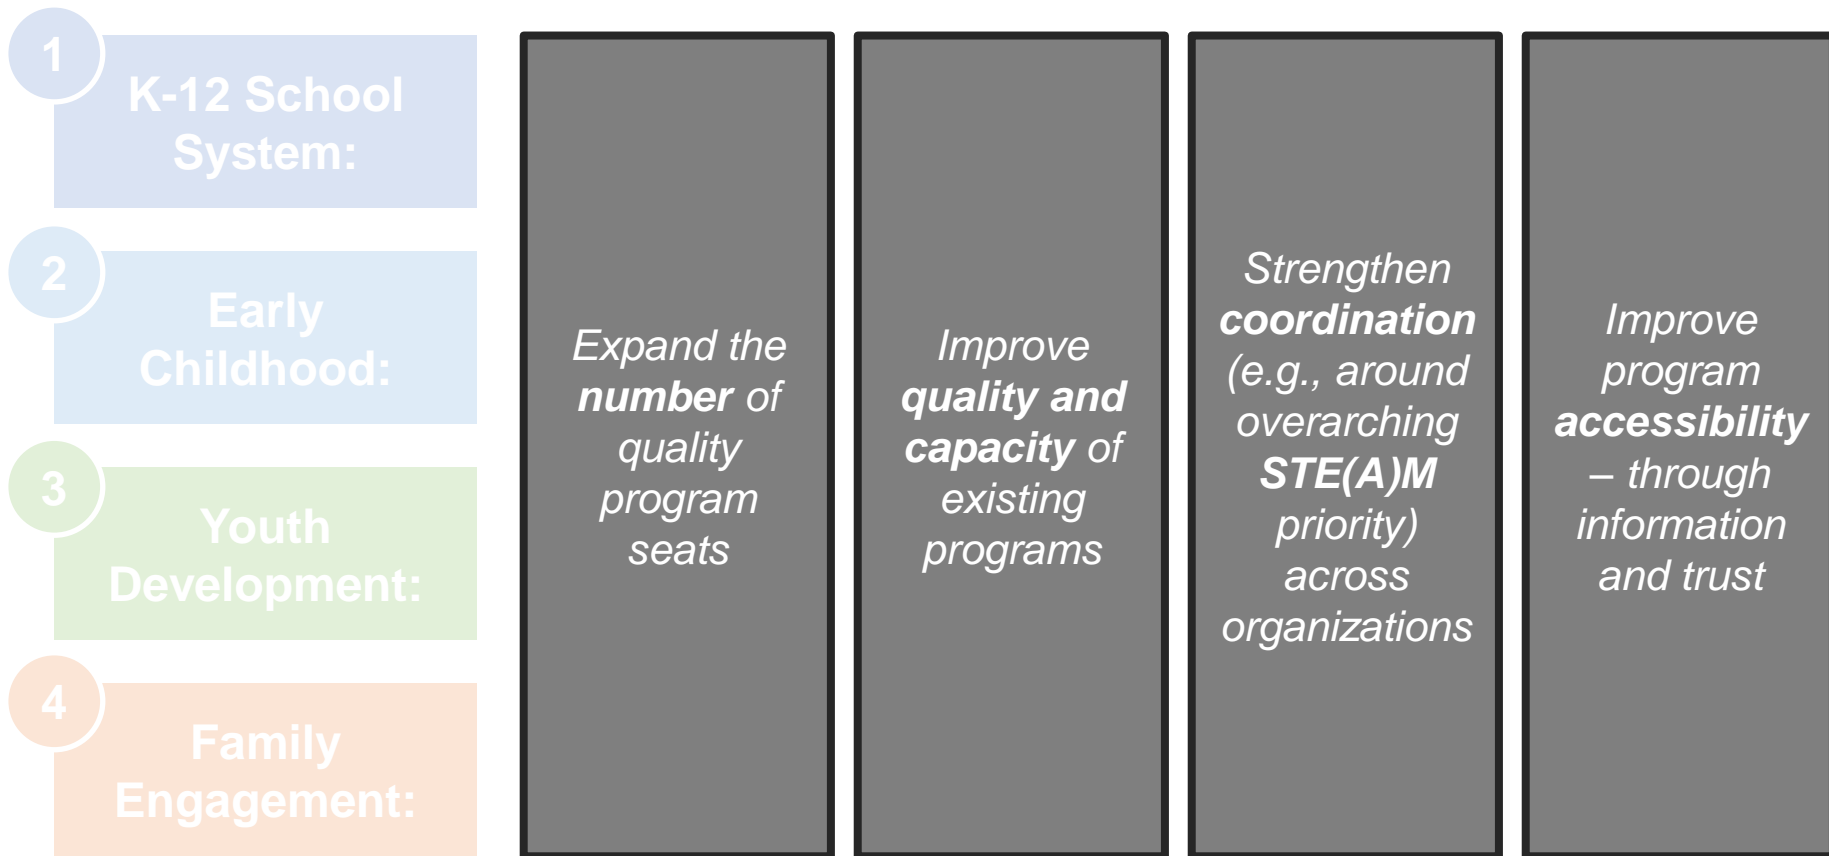 1
K-12 School
System:
2
Early
Childhood:
3
Youth
Development:
4
Family
Engagement:
Expand the
number of
quality
program
seats
Improve
quality and
capacity of
existing
programs
Strengthen
coordination
(e.g., around
overarching
STE(A)M
priority)
across
organizations
Improve
program
accessibility
– through
information
and trust